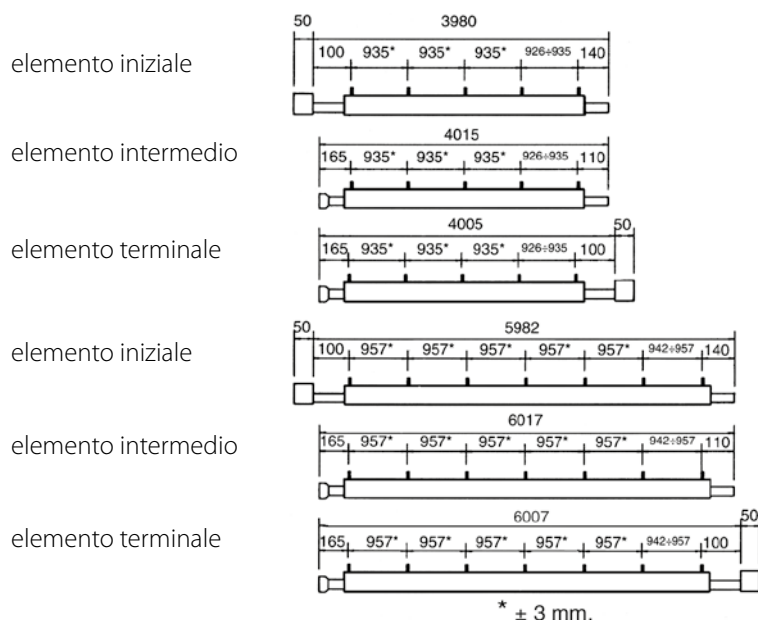 50 3980
100 935* 935* 935* 926÷935 140
elemento iniziale
4015
elemento intermedio
165 935* 935* 935* 926÷935 110
4005 50
elemento terminale
165 935* 935* 935* 926÷935 100
50 5982
elemento iniziale
100 957* 957* 957* 957* 957* 942÷957 140
6017
elemento intermedio
165 957* 957* 957* 957* 957* 942÷957 110
6007 50
elemento terminale
165 957* 957* 957* 957* 957* 942÷957 100
* ± 3 mm.